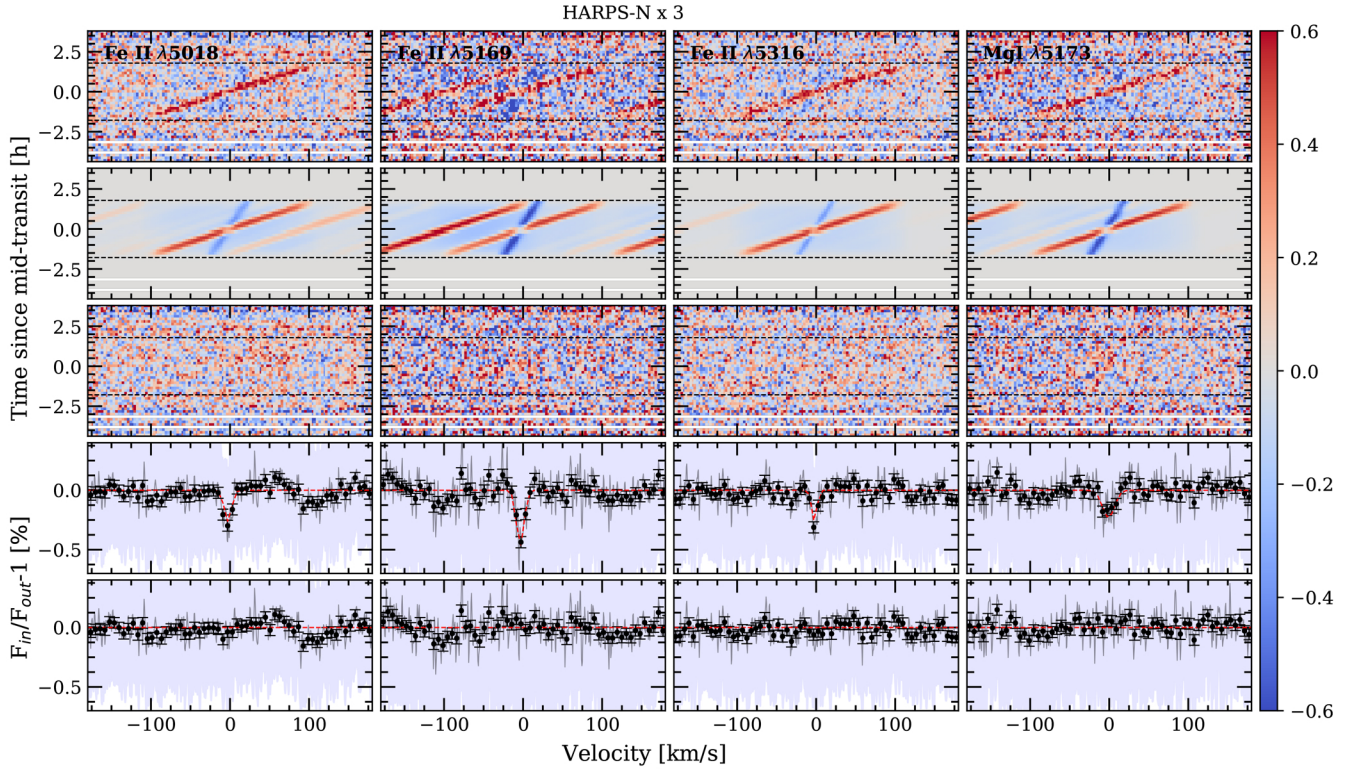 HARPS-N x 3
Fe II λ5018
Fe II λ5169
Fe II λ5316
MgI λ5173
2.5
0.0
−2.5
2.5
0.0
−2.5
2.5
0.0
−2.5
0.0
−0.5
0.0
−0.5
Time since mid-transit [h]
F_in/F_out-1 [%]
−100 0 100 −100 0 100 −100 0 100 −100 0 100
Velocity [km/s]
0.6
0.4
0.2
0.0
−0.2
−0.4
−0.6